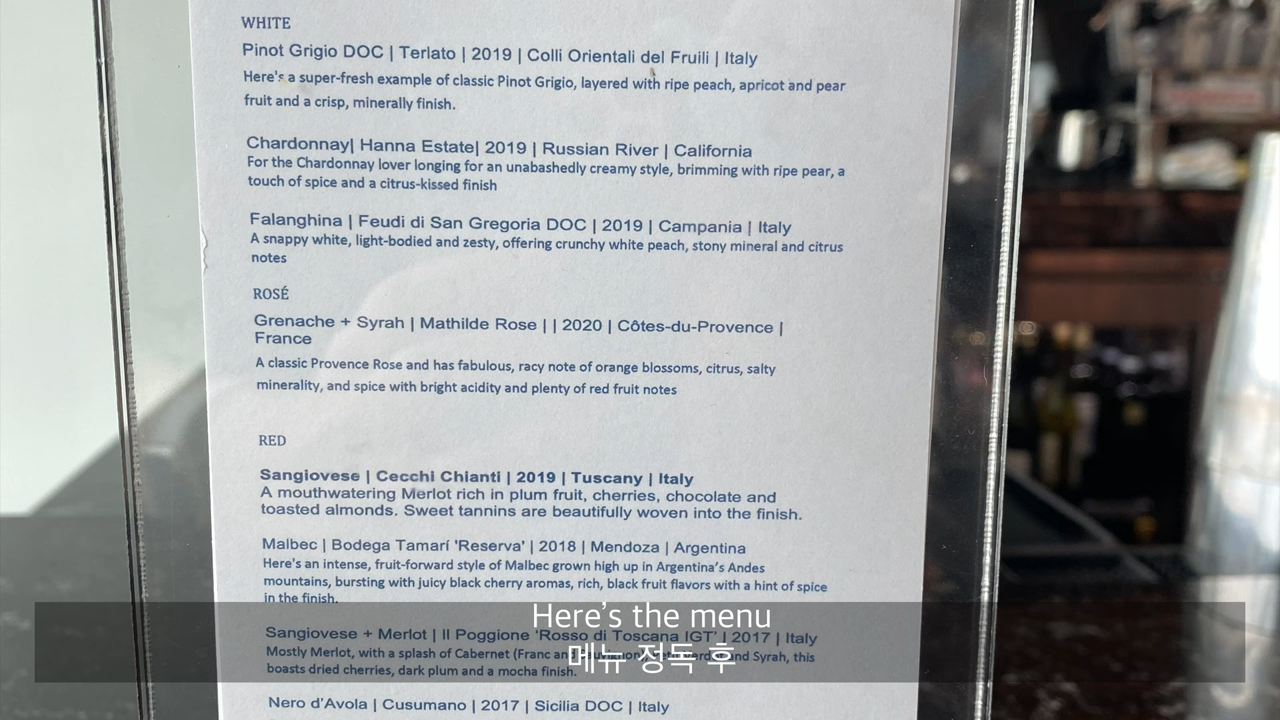 WHITE
Pinot Grigio DOC | Terlato | 2019 | Colli Orientali del Fruili | Italy
Here's a super-fresh example of classic Pinot Grigio, layered with ripe peach, apricot and pear
fruit and a crisp, minerally finish.
Chardonnay| Hanna Estate| 2019 | Russian River | California
For the Chardonnay lover longing for an unabashedly creamy style, brimming with ripe pear, a
touch of spice and a citrus-kissed finish
Falanghina | Feudi di San Gregoria DOC | 2019 | Campania | Italy
A snappy white, light-bodied and zesty, offering crunchy white peach, stony mineral and citrus
notes
ROSÉ
Grenache + Syrah | Mathilde Rose | | 2020 | Côtes-du-Provence |
France
A classic Provence Rose and has fabulous, racy note of orange blossoms, citrus, salty
minerality, and spice with bright acidity and plenty of red fruit notes
RED
Sangiovese | Cecchi Chianti | 2019 | Tuscany | Italy
A mouthwatering Merlot rich in plum fruit, cherries, chocolate and
toasted almonds. Sweet tannins are beautifully woven into the finish.
Malbec | Bodega Tamarí 'Reserva' | 2018 | Mendoza | Argentina
Here's an intense, fruit-forward style of Malbec grown high up in Argentina's Andes
mountains, bursting with juicy black cherry aromas, rich, black fruit flavors with a hint of spice
in the finish.
Here's the menu
Sangiovese + Merlot | Il Poggione 'Rosso di Toscana IGT' | 2017 | Italy
Mostly Merlot, with a splash of Cabernet (Franc and Syrah, this
메뉴 정독 후
boasts dried cherries, dark plum and a mocha finish.
Nero d'Avola | Cusumano | 2017 | Sicilia DOC | Italy